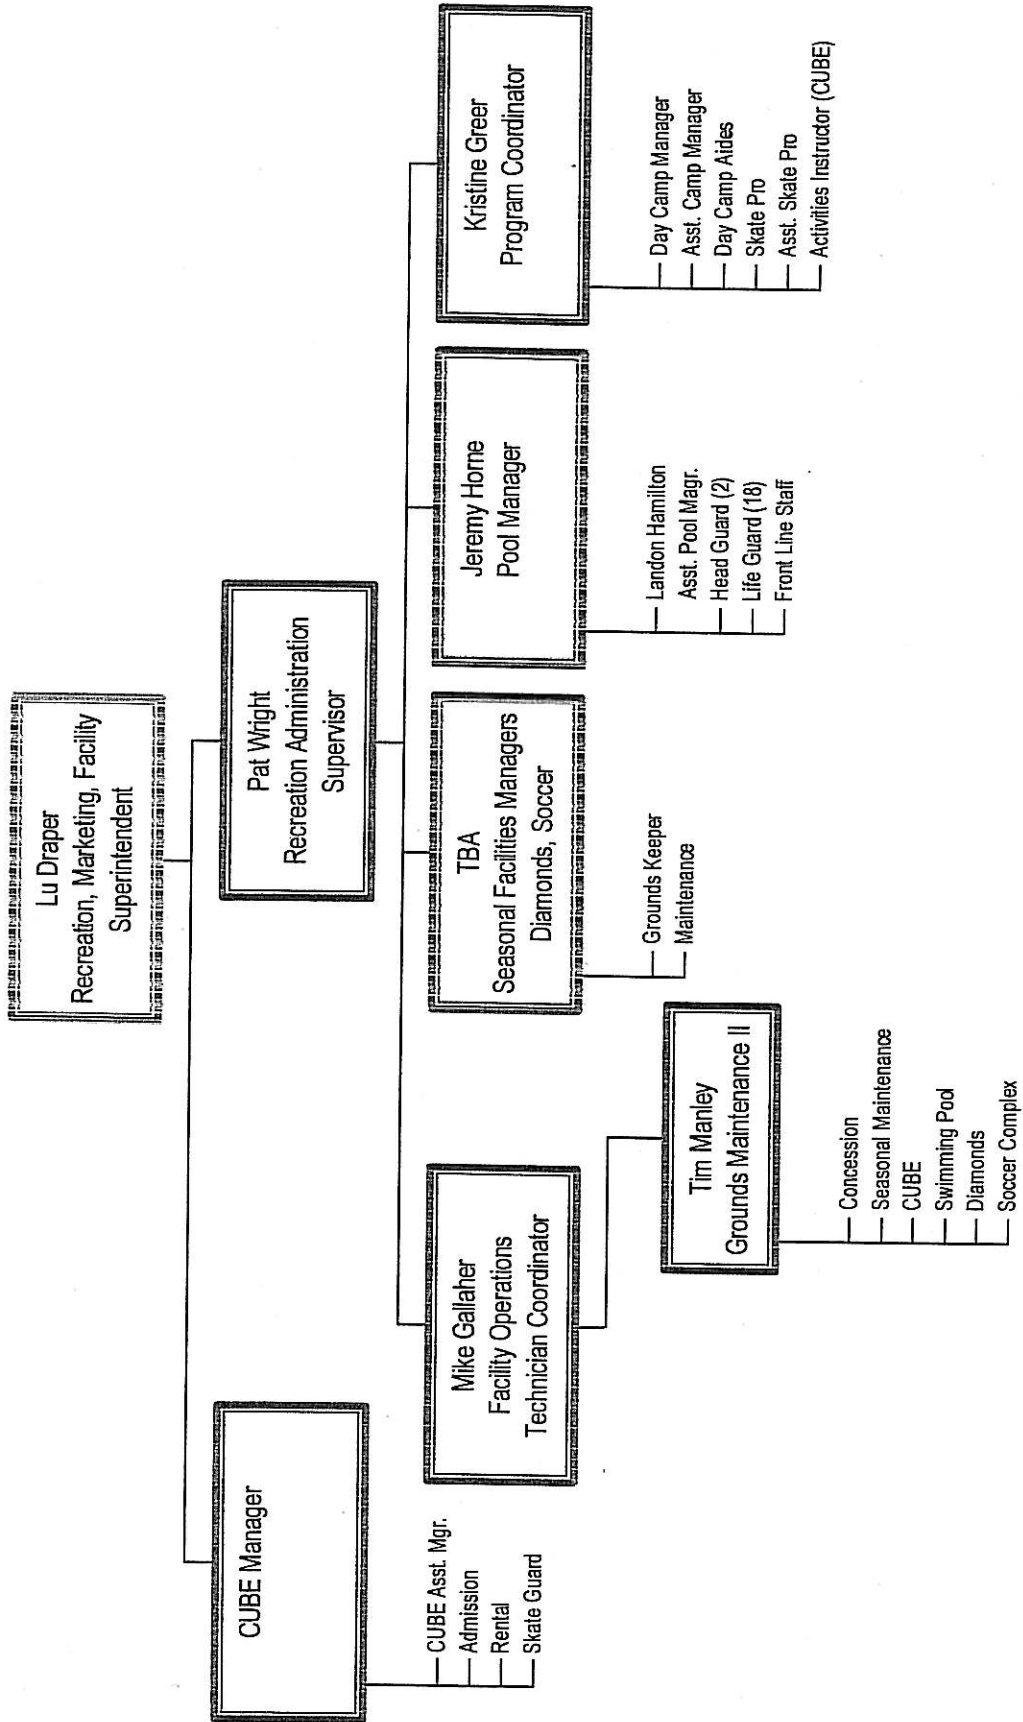 Lu Draper
Recreation, Marketing, Facility
Superintendent
CUBE Manager
CUBE Asst. Mgr.
Admission
Rental
Skate Guard
Pat Wright
Recreation Administration
Supervisor
Mike Gallaher
Facility Operations
Technician Coordinator
Tim Manley
Grounds Maintenance II
Concession
Seasonal Maintenance
CUBE
Swimming Pool
Diamonds
Soccer Complex
TBA
Seasonal Facilities Managers
Diamonds, Soccer
Grounds Keeper
Maintenance
Jeremy Horne
Pool Manager
Landon Hamilton
Asst. Pool Magr.
Head Guard (2)
Life Guard (18)
Front Line Staff
Kristine Greer
Program Coordinator
Day Camp Manager
Asst. Camp Manager
Day Camp Aides
Skate Pro
Asst. Skate Pro
Activities Instructor (CUBE)